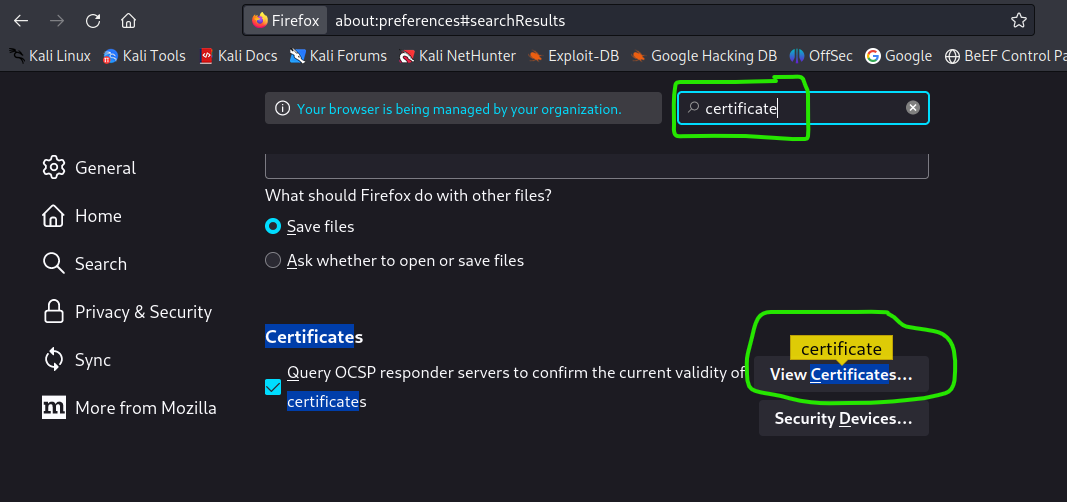 Firefox about:preferences#searchResults
Kali Linux Kali Tools Kali Docs Kali Forums Kali NetHunter Exploit-DB Google Hacking DB OffSec Google BeEF Control Pa
Your browser is being managed by your organization.
certificate
General
Home
Search
Privacy & Security
Sync
More from Mozilla
What should Firefox do with other files?
Save files
Ask whether to open or save files
Certificates
Query OCSP responder servers to confirm the current validity of
certificates
certificate
View Certificates...
Security Devices...